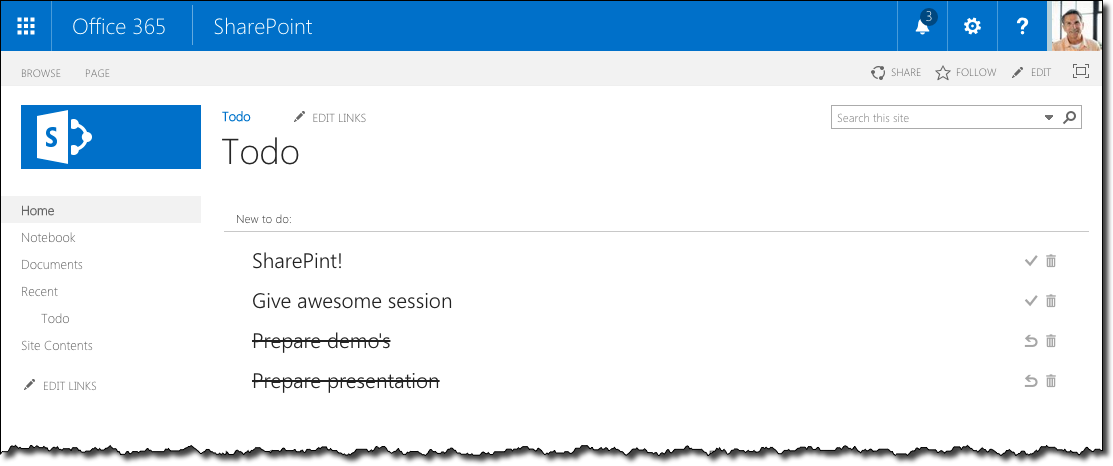 Office 365 SharePoint 3 ?
BROWSE PAGE SHARE FOLLOW EDIT
S
Todo EDIT LINKS Search this site
Todo
Home
New to do:
Notebook
SharePint!
Documents
Recent
Give awesome session
Todo
Prepare demo's
Site Contents
Prepare presentation
EDIT LINKS